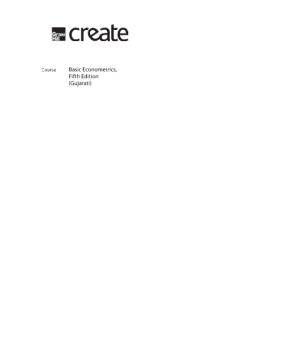 create
Course
Basic Econometrics,
Fifth Edition
(Gujarati)